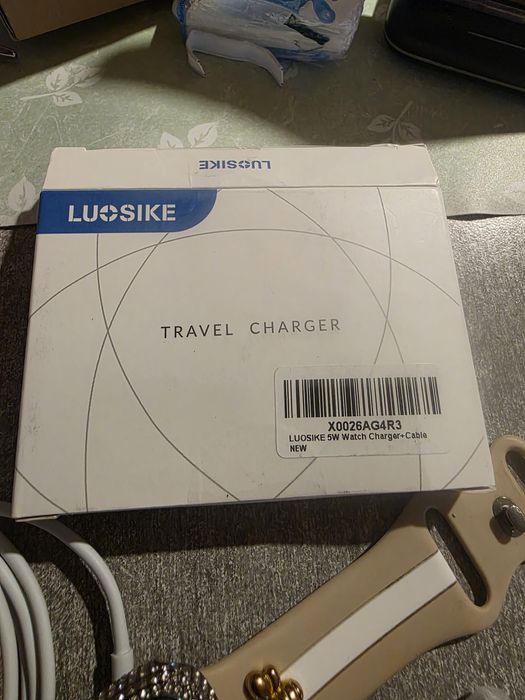 LUOSIKE
LUOSIKE
TRAVEL CHARGER
X0026AG4R3
LUOSIKE 5W Watch Charger+Cable
NEW